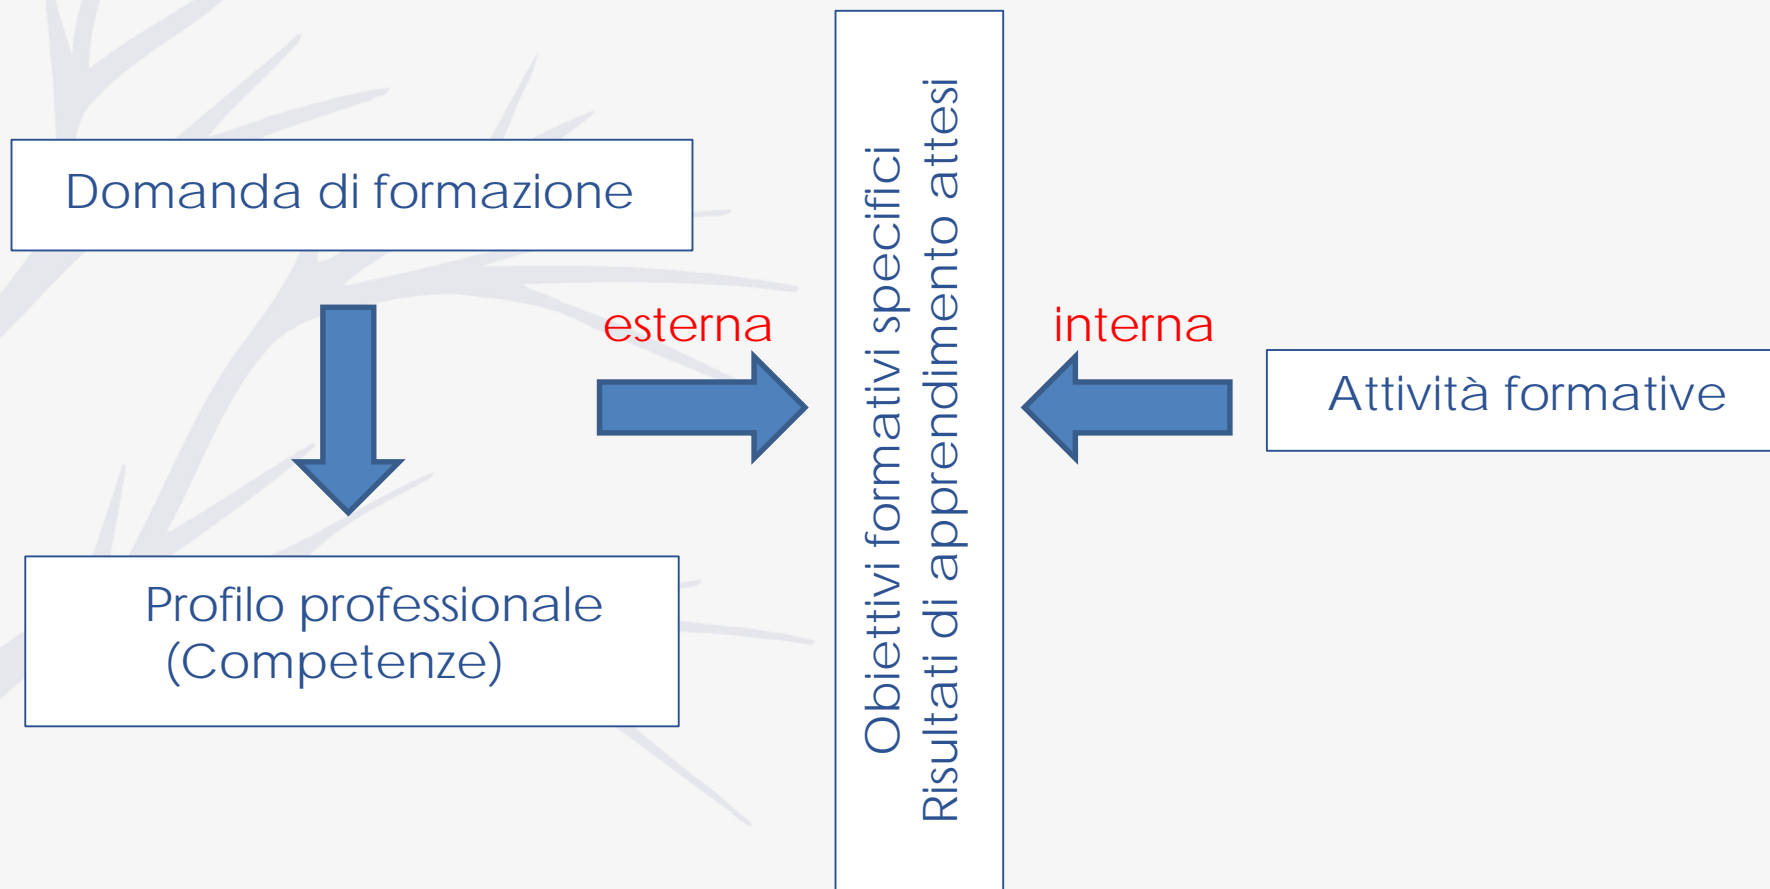 Domanda di formazione
esterna
Profilo professionale
(Competenze)
Obiettivi formativi specifici
Risultati di apprendimento attesi
interna
Attività formative